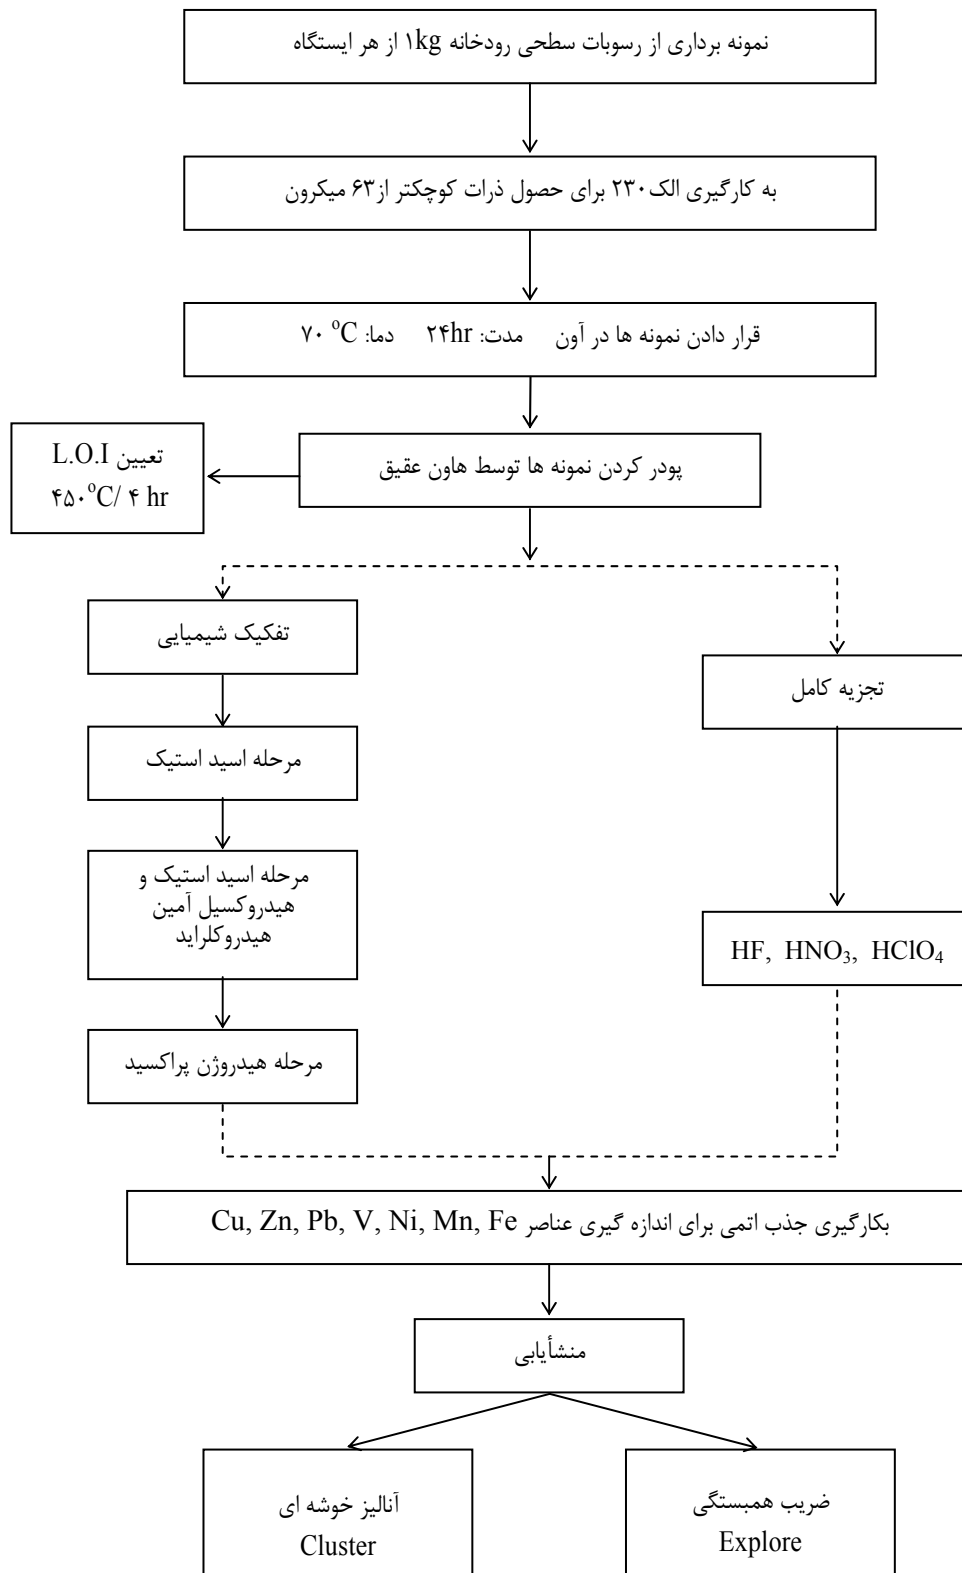 نمونه برداری از رسوبات سطحی رودخانه ۱kg از هر ایستگاه
به کارگیری الک ۲۳۰ برای حصول ذرات کوچکتر از ۶۳ میکرون
قرار دادن نمونه ها در آون مدت: ۲۴hr دما: ۷۰ °C
پودر کردن نمونه ها توسط هاون عقیق
تعیین L.O.I
۴۵۰°C/ ۴ hr
تفکیک شیمیایی
تجزیه کامل
مرحله اسید استیک
مرحله اسید استیک و
هیدروکسیل آمین
هیدروکلراید
HF, HNO₃, HClO₄
مرحله هیدروژن پراکسید
بکارگیری جذب اتمی برای اندازه گیری عناصر Cu, Zn, Pb, V, Ni, Mn, Fe
منشأیابی
ضریب همبستگی
Explore
آنالیز خوشه ای
Cluster